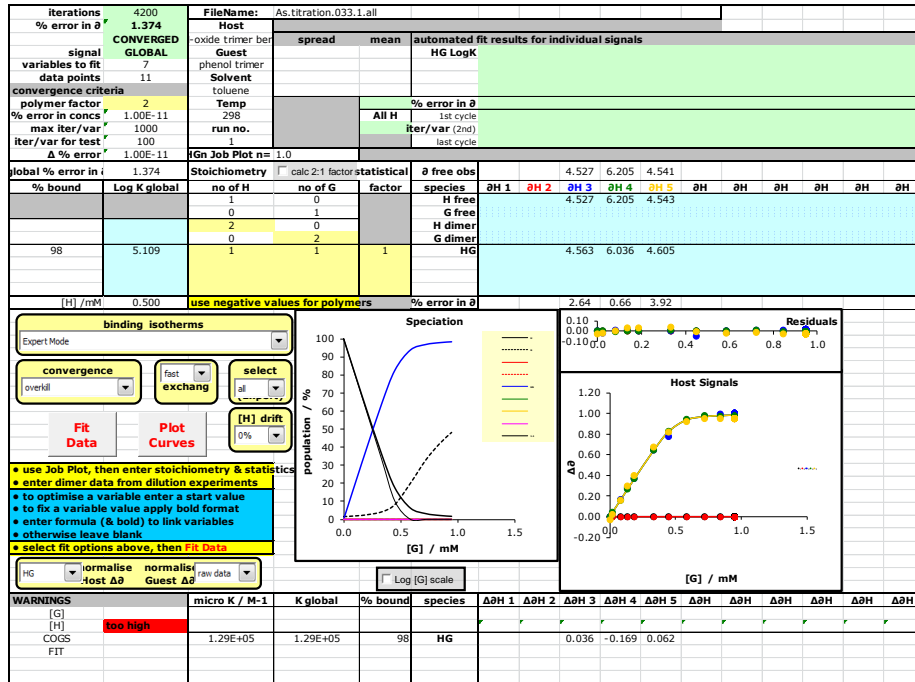 iterations 4200 FileName: As.titration.033.1.all
% error in ∂ 1.374 Host
CONVERGED -oxide trimer ber spread mean automated fit results for individual signals
signal GLOBAL Guest HG LogK
variables to fit 7 phenol trimer
data points 11 Solvent
convergence criteria toluene
polymer factor 2 Temp % error in ∂
% error in concs 1.00E-11 298 All H 1st cycle
max iter/var 1000 run no. iter/var (2nd)
iter/var for test 100 1 last cycle
Δ % error 1.00E-11 HGn Job Plot n= 1.0
global % error in 1.374 Stoichiometry calc 2:1 factor statistical ∂ free obs 4.527 6.205 4.541
% bound Log K global no of H no of G factor species ∂H 1 ∂H 2 ∂H 3 ∂H 4 ∂H 5 ∂H ∂H ∂H ∂H ∂H
1 0 H free 4.527 6.205 4.543
0 1 G free
2 0 H dimer
0 2 G dimer
98 5.109 1 1 1 HG 4.563 6.036 4.605
[H] /mM 0.500 use negative values for polymers % error in ∂ 2.64 0.66 3.92
binding isotherms
Expert Mode
convergence
overkill
fast
exchang
select
all
[H] drift
0%
Fit
Data
Plot
Curves
• use Job Plot, then enter stoichiometry & statistics
• enter dimer data from dilution experiments
• to optimise a variable enter a start value
• to fix a variable value apply bold format
• enter formula (& bold) to link variables
• otherwise leave blank
• select fit options above, then Fit Data
HG normalise Host Δ∂ normalis Guest Δ∂ raw data
Speciation
population / %
100
90
80
70
60
50
40
30
20
10
0
0.0 0.5 1.0 1.5
[G] / mM
Log [G] scale
Residuals
0.10
0.00
-0.10
0.0 0.2 0.4 0.6 0.8 1.0
Host Signals
Δ∂
1.20
1.00
0.80
0.60
0.40
0.20
0.00
-0.20
0.0 0.5 1.0 1.5
[G] / mM
WARNINGS micro K / M-1 K global % bound species Δ∂H 1 Δ∂H 2 Δ∂H 3 Δ∂H 4 Δ∂H 5 Δ∂H Δ∂H Δ∂H Δ∂H Δ∂H
[G]
[H] too high
COGS 1.29E+05 1.29E+05 98 HG 0.036 -0.169 0.062
FIT